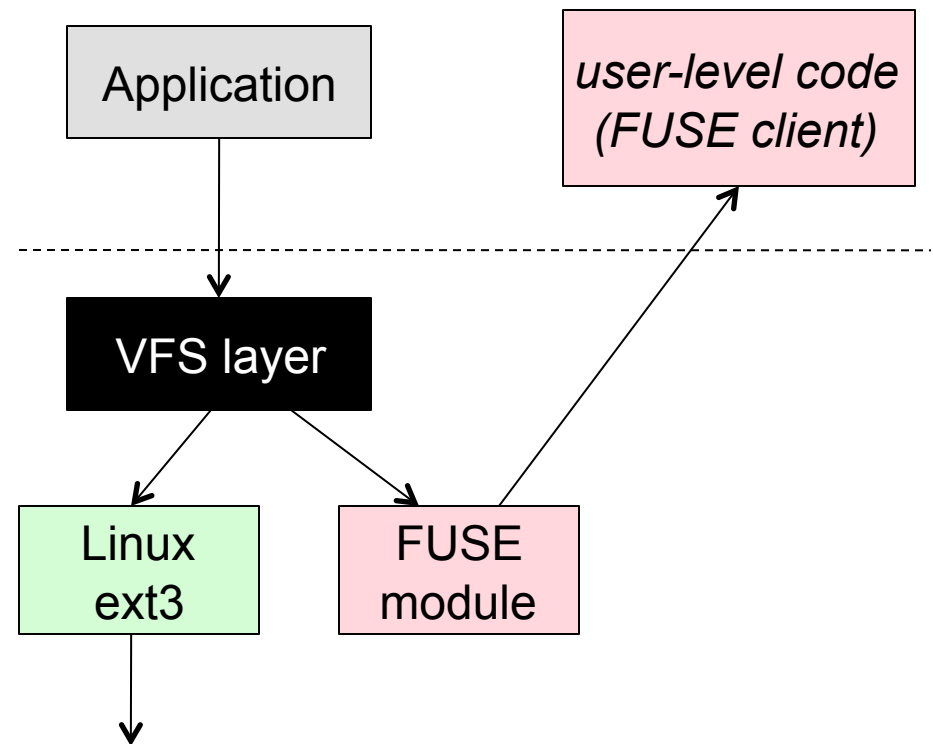 Application
user-level code
(FUSE client)
VFS layer
Linux
ext3
FUSE
module